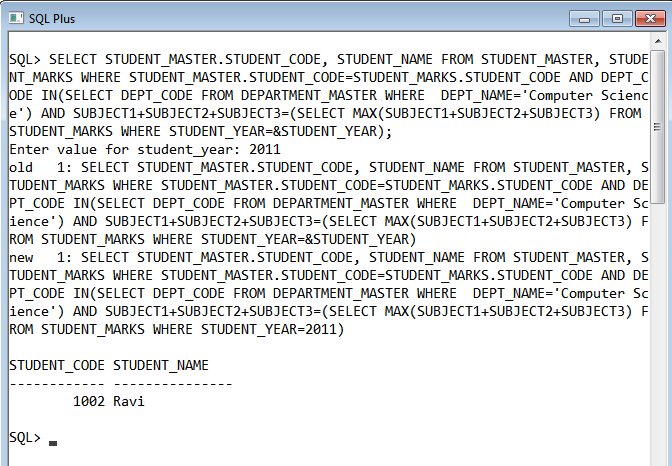 SQL Plus
SQL> SELECT STUDENT_MASTER.STUDENT_CODE, STUDENT_NAME FROM STUDENT_MASTER, STUDE
NT_MARKS WHERE STUDENT_MASTER.STUDENT_CODE=STUDENT_MARKS.STUDENT_CODE AND DEPT_C
ODE IN(SELECT DEPT_CODE FROM DEPARTMENT_MASTER WHERE  DEPT_NAME='Computer Scienc
e') AND SUBJECT1+SUBJECT2+SUBJECT3=(SELECT MAX(SUBJECT1+SUBJECT2+SUBJECT3) FROM
STUDENT_MARKS WHERE STUDENT_YEAR=&STUDENT_YEAR);
Enter value for student_year: 2011
old   1: SELECT STUDENT_MASTER.STUDENT_CODE, STUDENT_NAME FROM STUDENT_MASTER, S
TUDENT_MARKS WHERE STUDENT_MASTER.STUDENT_CODE=STUDENT_MARKS.STUDENT_CODE AND DE
PT_CODE IN(SELECT DEPT_CODE FROM DEPARTMENT_MASTER WHERE  DEPT_NAME='Computer Sc
ience') AND SUBJECT1+SUBJECT2+SUBJECT3=(SELECT MAX(SUBJECT1+SUBJECT2+SUBJECT3) F
ROM STUDENT_MARKS WHERE STUDENT_YEAR=&STUDENT_YEAR)
new   1: SELECT STUDENT_MASTER.STUDENT_CODE, STUDENT_NAME FROM STUDENT_MASTER, S
TUDENT_MARKS WHERE STUDENT_MASTER.STUDENT_CODE=STUDENT_MARKS.STUDENT_CODE AND DE
PT_CODE IN(SELECT DEPT_CODE FROM DEPARTMENT_MASTER WHERE  DEPT_NAME='Computer Sc
ience') AND SUBJECT1+SUBJECT2+SUBJECT3=(SELECT MAX(SUBJECT1+SUBJECT2+SUBJECT3) F
ROM STUDENT_MARKS WHERE STUDENT_YEAR=2011)
STUDENT_CODE STUDENT_NAME
------------ ---------------
        1002 Ravi
SQL>